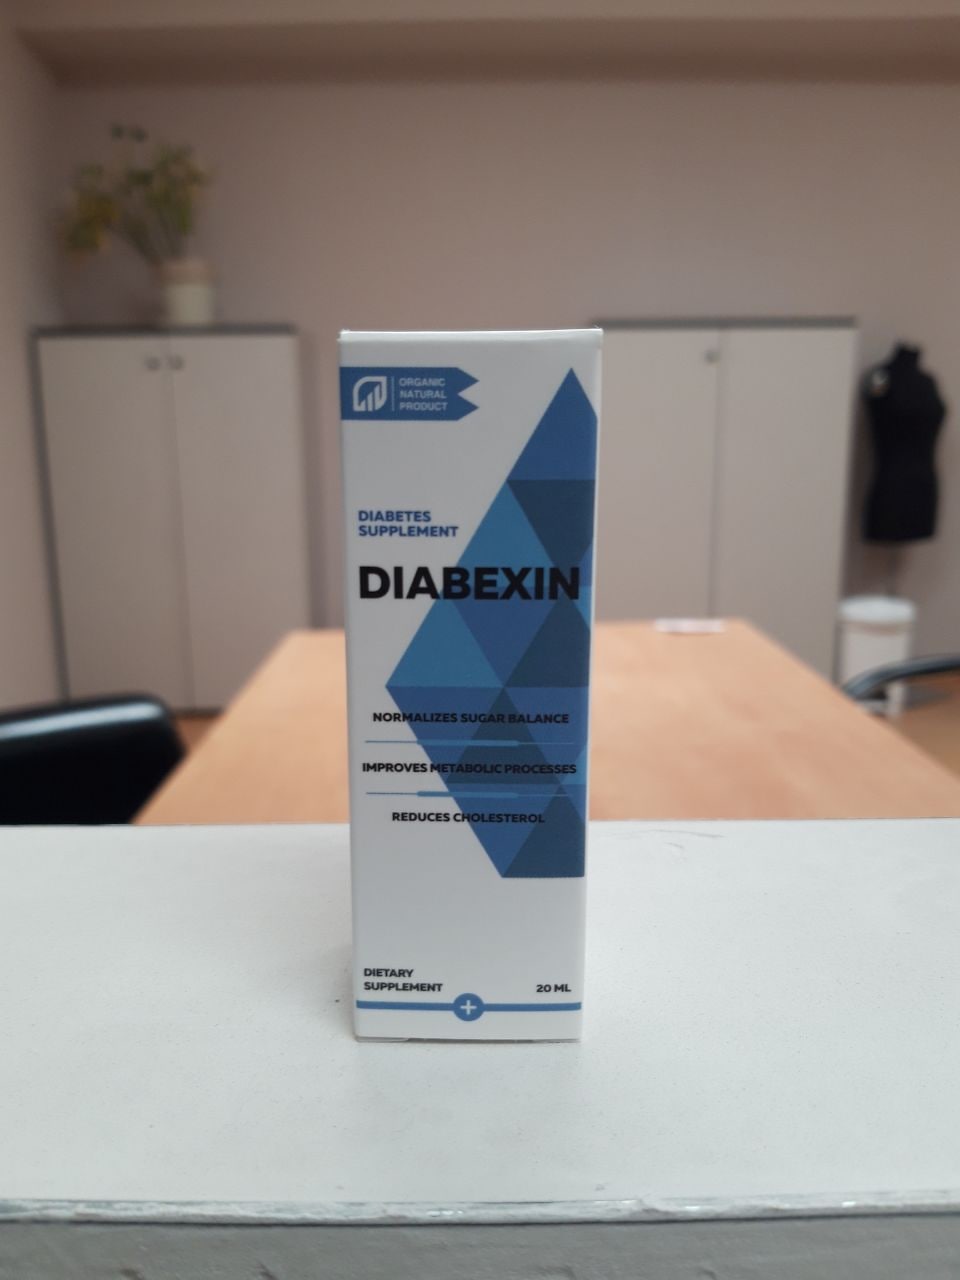 ORGANIC
NATURAL
PRODUCT
DIABETES
SUPPLEMENT
DIABEXIN
NORMALIZES SUGAR BALANCE
IMPROVES METABOLIC PROCESSES
REDUCES CHOLESTEROL
DIETARY
SUPPLEMENT
20 ML